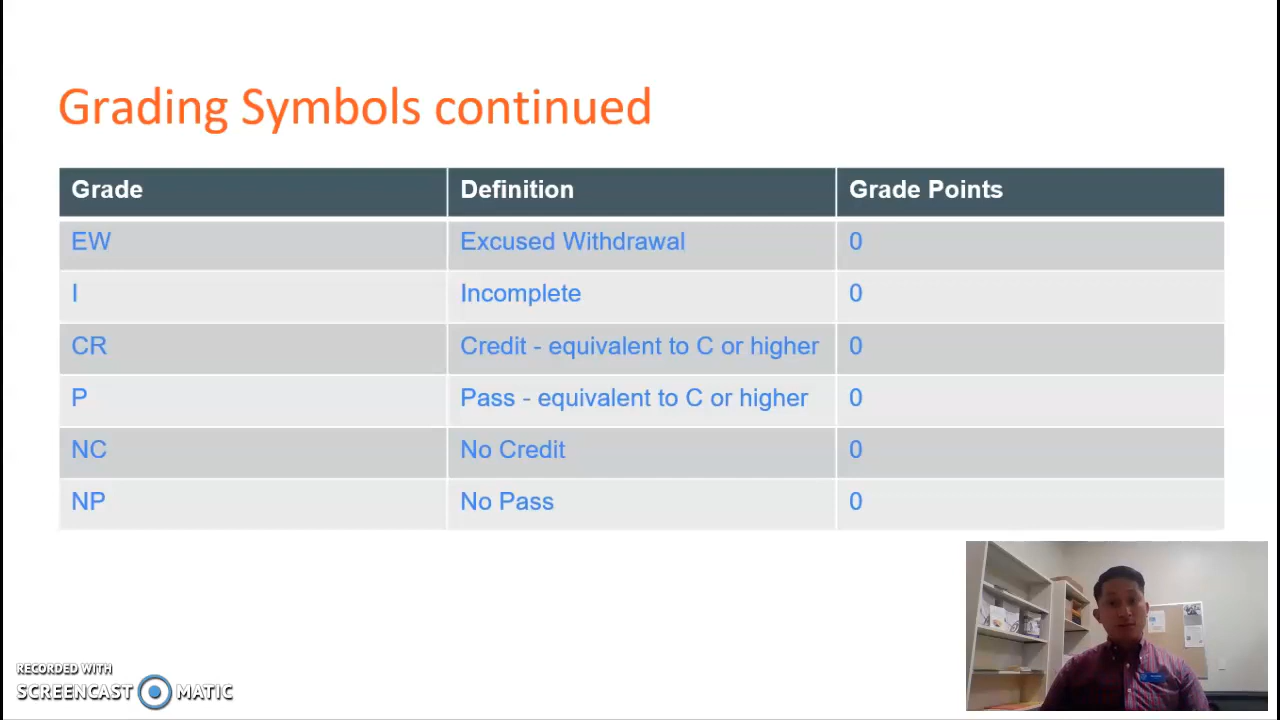 Grading Symbols continued
Grade Definition Grade Points
EW Excused Withdrawal 0
I Incomplete 0
CR Credit - equivalent to C or higher 0
P Pass - equivalent to C or higher 0
NC No Credit 0
NP No Pass 0
RECORDED WITH
SCREENCAST MATIC